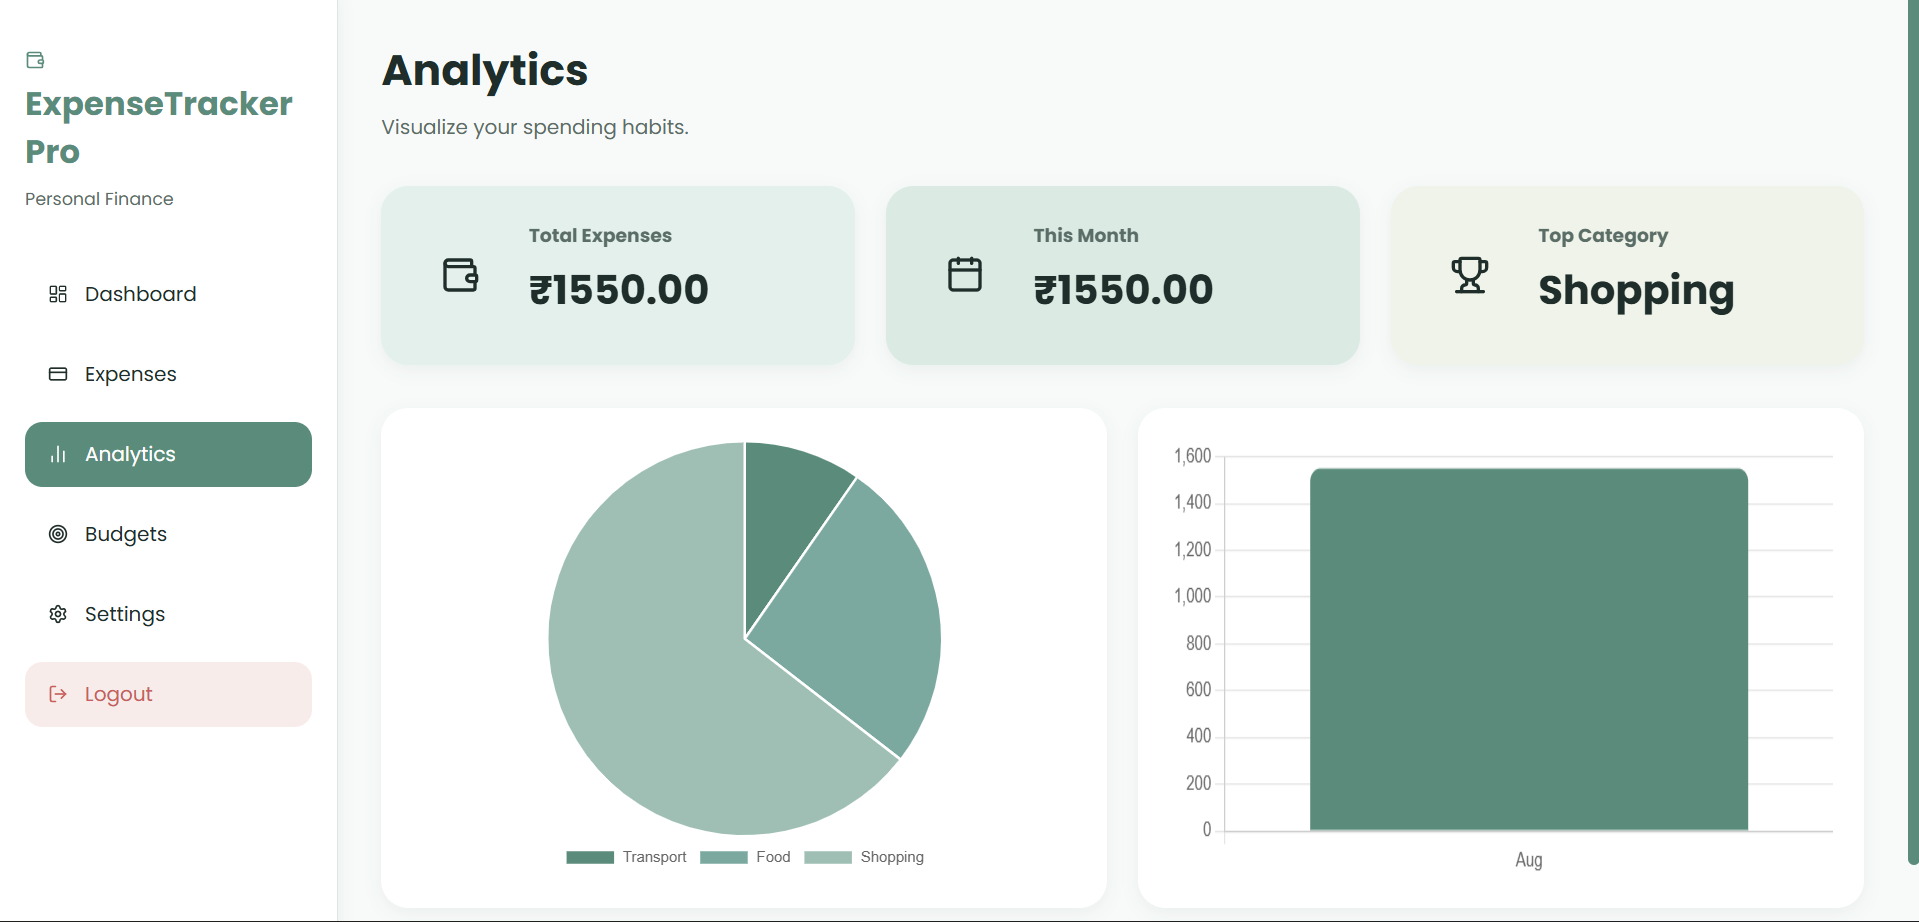 ExpenseTracker
Pro
Personal Finance
Dashboard
Expenses
Analytics
Budgets
Settings
Logout
Analytics
Visualize your spending habits.
Total Expenses
₹1550.00
This Month
₹1550.00
Top Category
Shopping
Transport Food Shopping
1,600
1,400
1,200
1,000
800
600
400
200
0
Aug